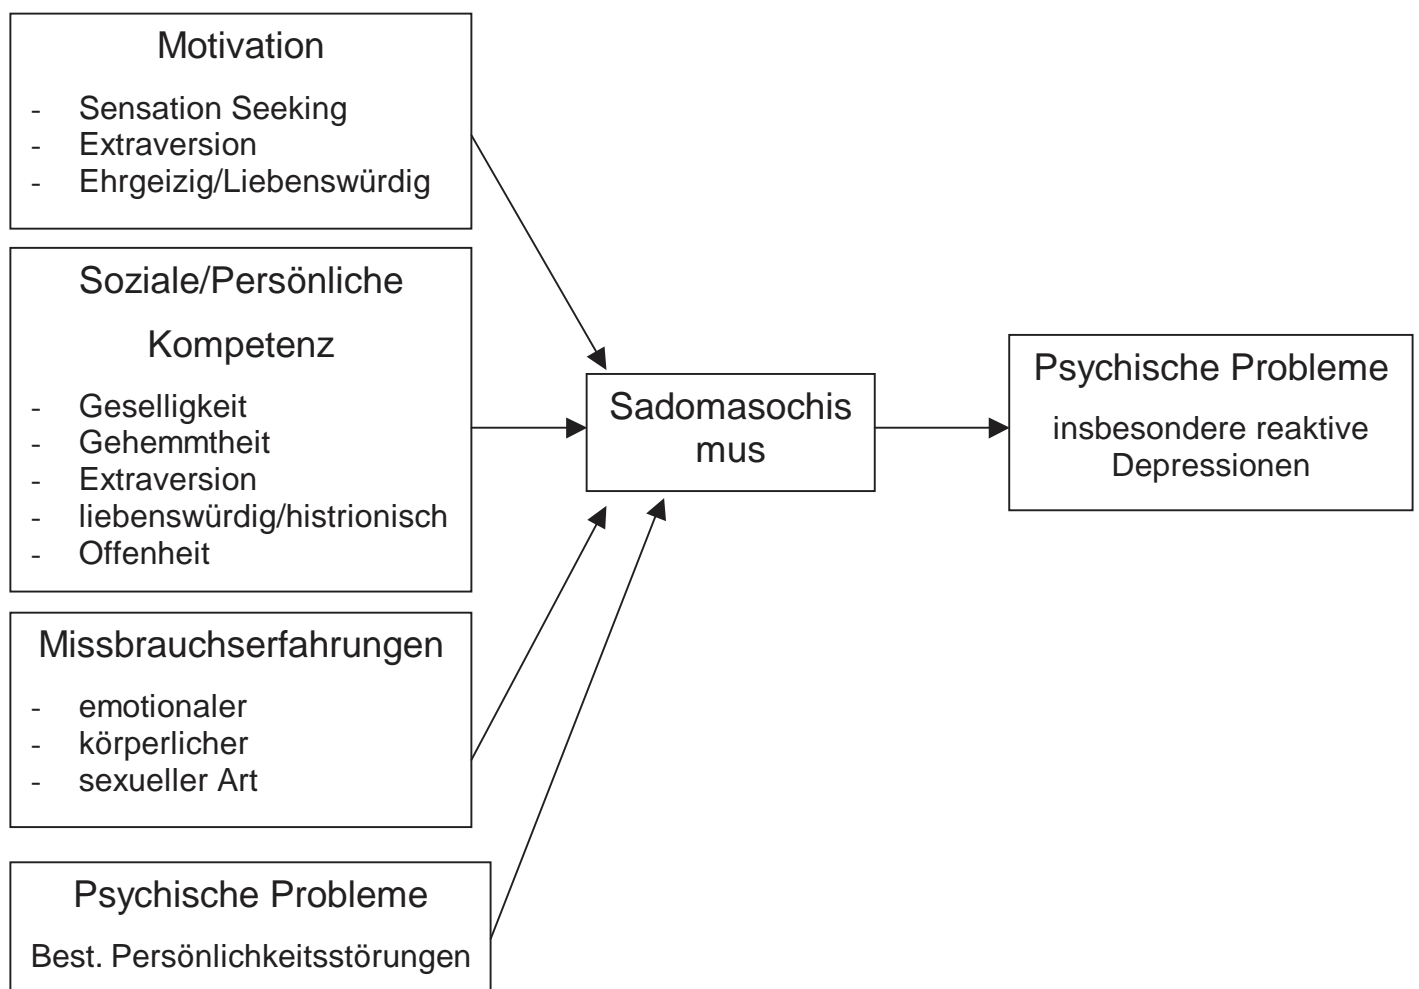 Motivation
- Sensation Seeking
- Extraversion
- Ehrgeizig/Liebenswürdig
Soziale/Persönliche
Kompetenz
- Geselligkeit
- Gehemmtheit
- Extraversion
- liebenswürdig/histrionisch
- Offenheit
Missbrauchserfahrungen
- emotionaler
- körperlicher
- sexueller Art
Psychische Probleme
Best. Persönlichkeitsstörungen
Sadomasochis
mus
Psychische Probleme
insbesondere reaktive
Depressionen